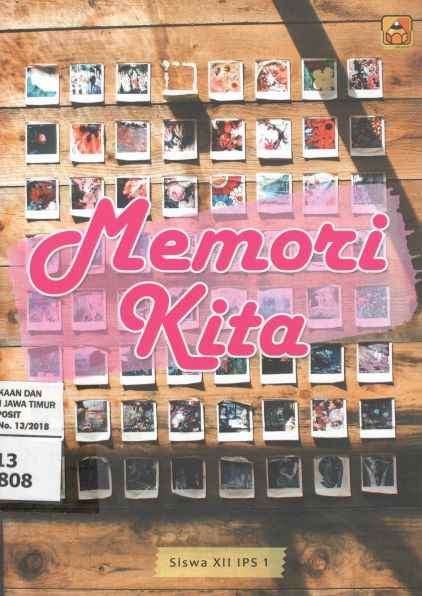 Memori
Kita
KAAN DAN
JAWA TIMUR
POSIT
No. 13/2018
13
808
Siswa XII IPS 1